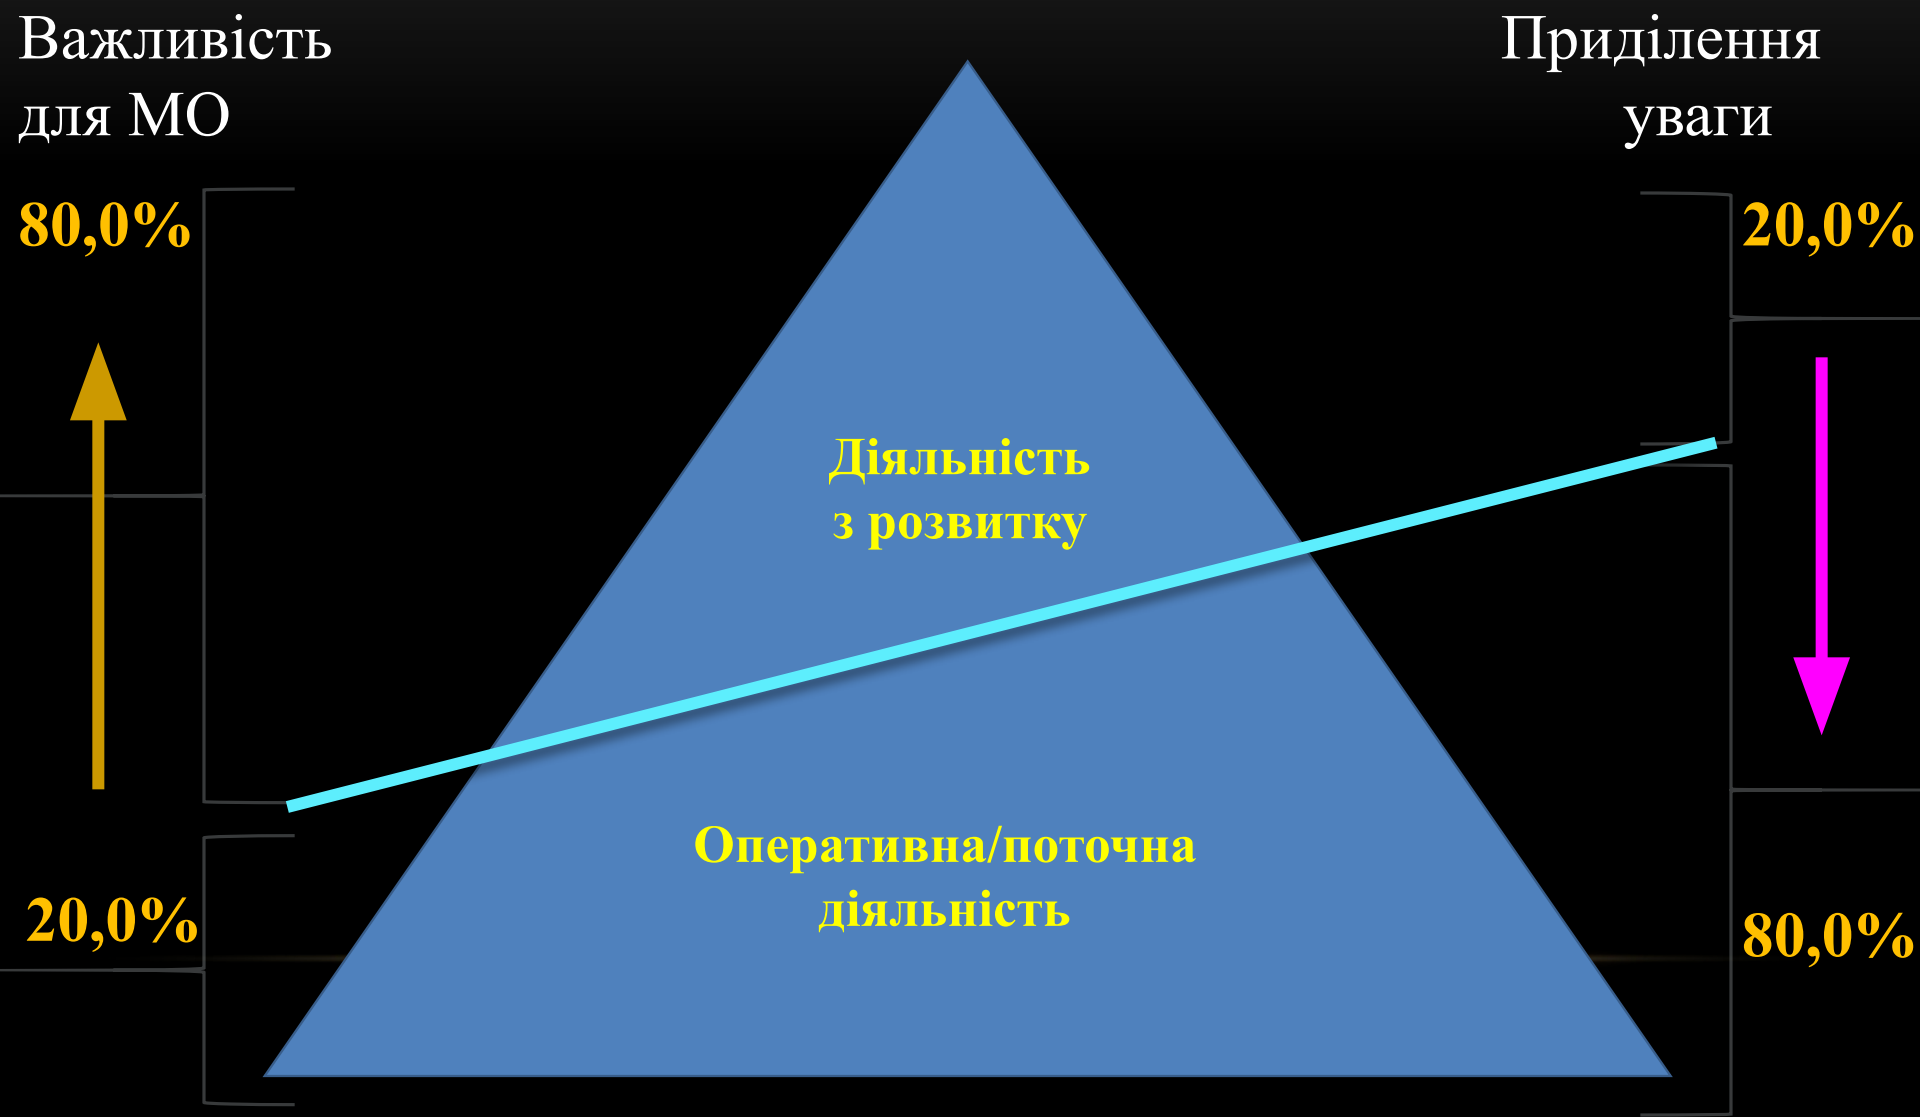 Важливість
для МО
80,0%
20,0%
Діяльність
з розвитку
Оперативна/поточна
діяльність
Приділення
уваги
20,0%
80,0%